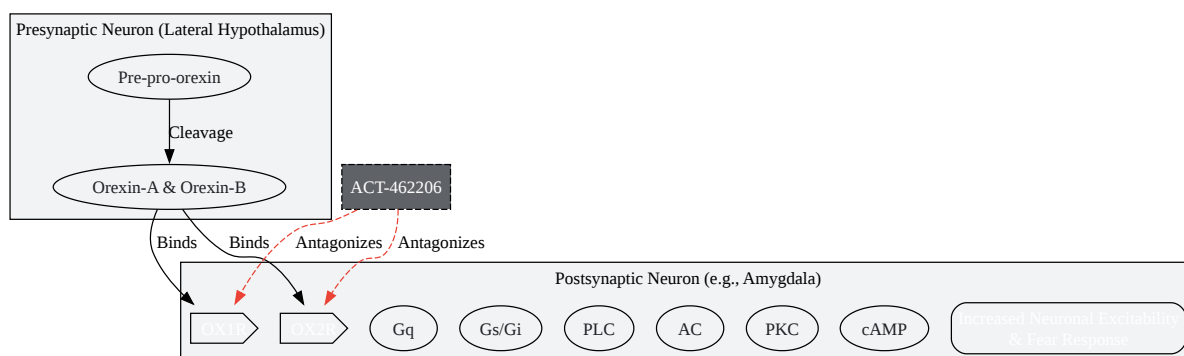 Presynaptic Neuron (Lateral Hypothalamus)
Pre-pro-orexin
Cleavage
Orexin-A & Orexin-B
ACT-462206
Binds
Binds
Antagonizes
Antagonizes
Postsynaptic Neuron (e.g., Amygdala)
OX1R
OX2R
Gq
Gs/Gi
PLC
AC
PKC
cAMP
Increased Neuronal Excitability
& Fear Response